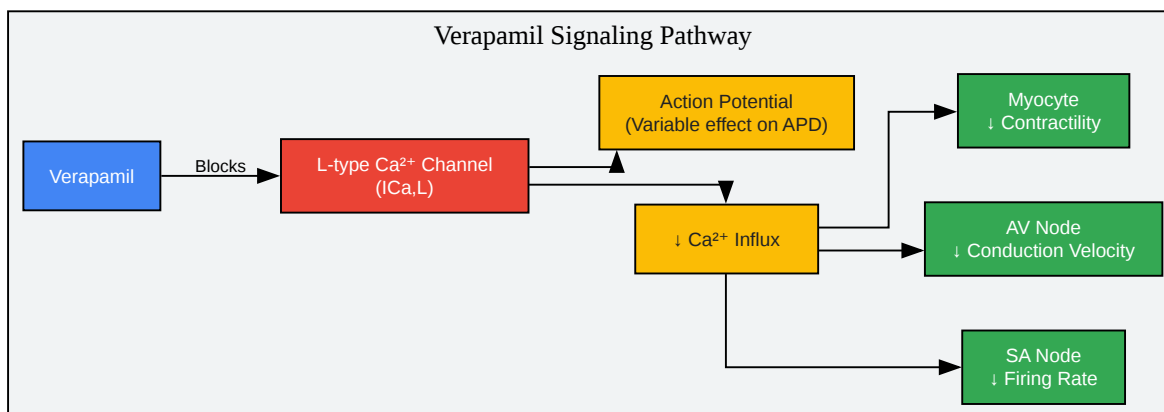 Verapamil Signaling Pathway
Verapamil
Blocks
L-type Ca²⁺ Channel
(ICa,L)
Action Potential
(Variable effect on APD)
↓ Ca²⁺ Influx
Myocyte
↓ Contractility
AV Node
↓ Conduction Velocity
SA Node
↓ Firing Rate